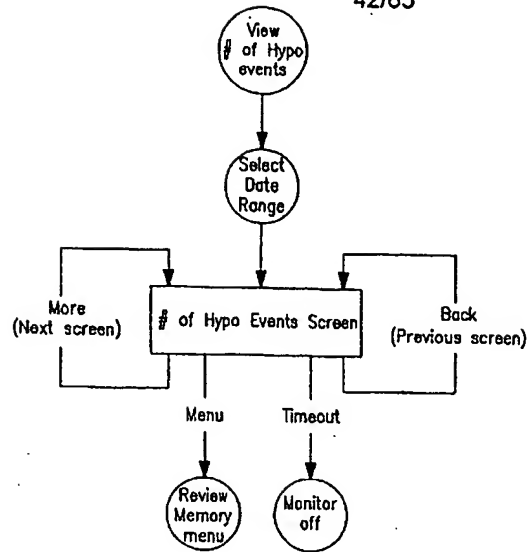 42/65
View
# of Hypo
events
Select
Date
Range
More
(Next screen)
# of Hypo Events Screen
Back
(Previous screen)
Menu
Timeout
Review
Memory
menu
Monitor
off